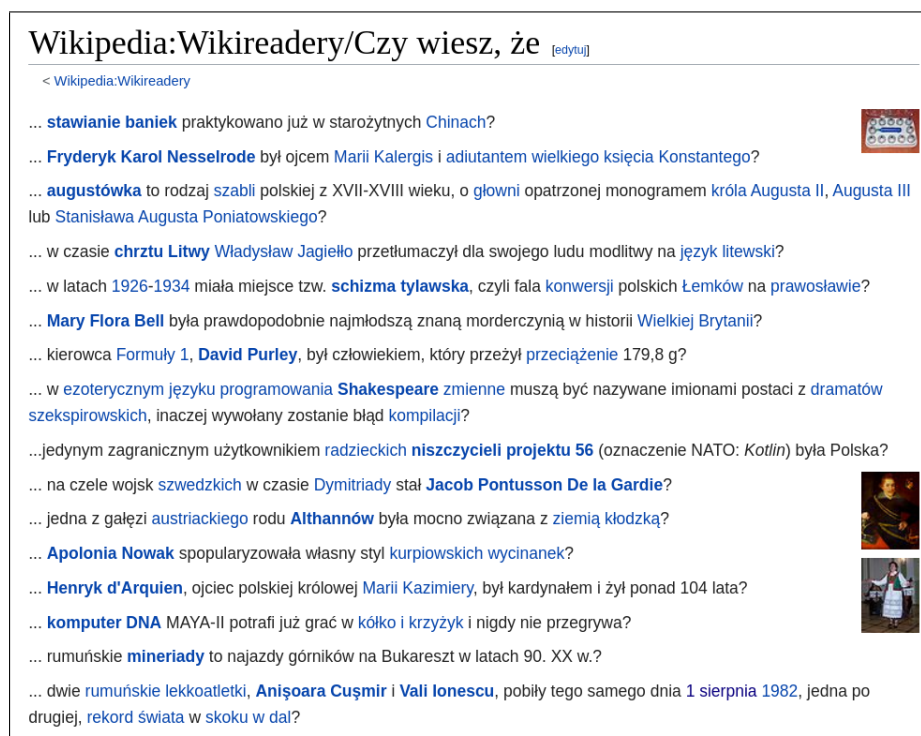 Wikipedia:Wikireadery/Czy wiesz, że [edytuj]
< Wikipedia:Wikireadery
... stawianie baniek praktykowano już w starożytnych Chinach?
... Fryderyk Karol Nesselrode był ojcem Marii Kalergis i adiutantem wielkiego księcia Konstantego?
... augustówka to rodzaj szabli polskiej z XVII-XVIII wieku, o głowni opatrzonej monogramem króla Augusta II, Augusta III
lub Stanisława Augusta Poniatowskiego?
... w czasie chrztu Litwy Władysław Jagiełło przetłumaczył dla swojego ludu modlitwy na język litewski?
... w latach 1926-1934 miała miejsce tzw. schizma tylawska, czyli fala konwersji polskich Łemków na prawosławie?
... Mary Flora Bell była prawdopodobnie najmłodszą znaną morderczynią w historii Wielkiej Brytanii?
... kierowca Formuły 1, David Purley, był człowiekiem, który przeżył przeciążenie 179,8 g?
... w ezoterycznym języku programowania Shakespeare zmienne muszą być nazywane imionami postaci z dramatów
szekspirowskich, inaczej wywołany zostanie błąd kompilacji?
...jedynym zagranicznym użytkownikiem radzieckich niszczycieli projektu 56 (oznaczenie NATO: Kotlin) była Polska?
... na czele wojsk szwedzkich w czasie Dymitriady stał Jacob Pontusson De la Gardie?
... jedna z gałęzi austriackiego rodu Althannów była mocno związana z ziemią kłodzką?
... Apolonia Nowak spopularyzowała własny styl kurpiowskich wycinanek?
... Henryk d'Arquien, ojciec polskiej królowej Marii Kazimiery, był kardynałem i żył ponad 104 lata?
... komputer DNA MAYA-II potrafi już grać w kółko i krzyżyk i nigdy nie przegrywa?
... rumuńskie mineriady to najazdy górników na Bukareszt w latach 90. XX w.?
... dwie rumuńskie lekkoatletki, Anişoara Cuşmir i Vali Ionescu, pobiły tego samego dnia 1 sierpnia 1982, jedna po
drugiej, rekord świata w skoku w dal?